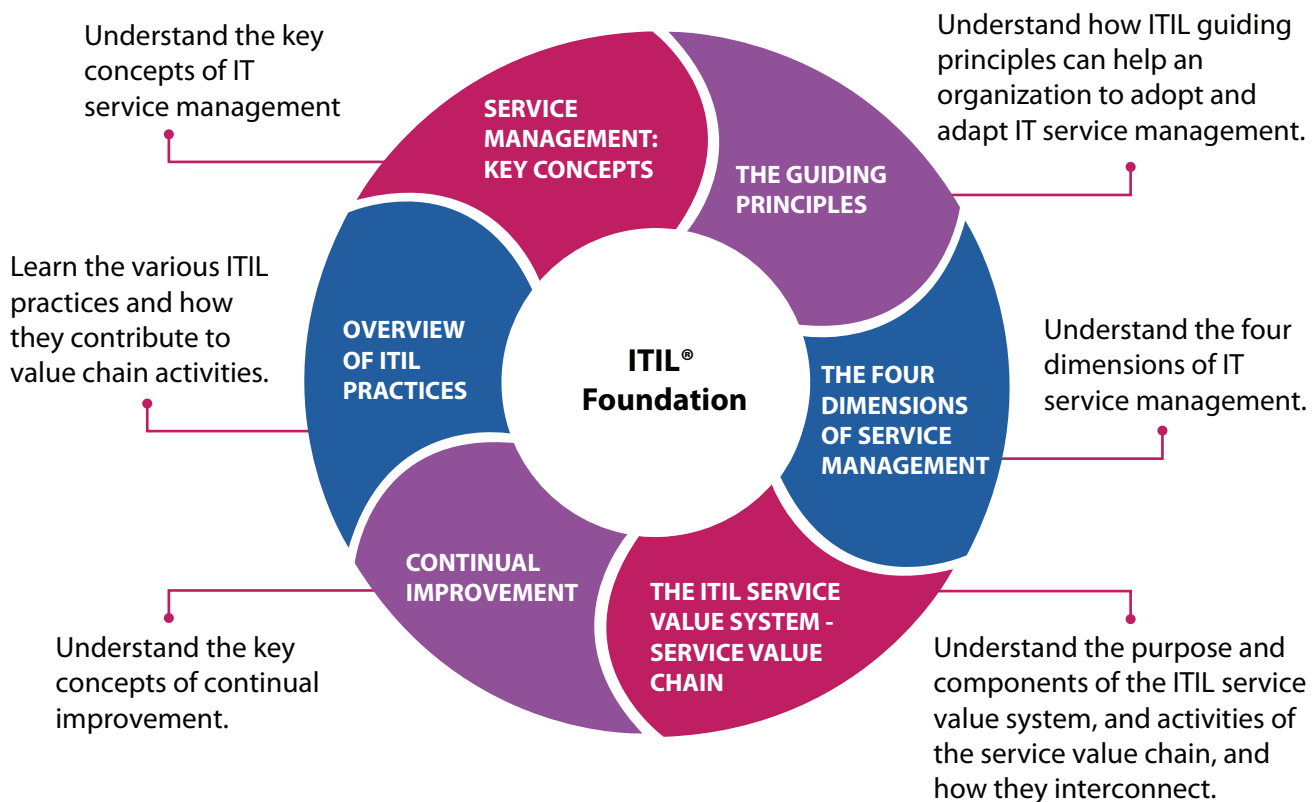 Understand the key
concepts of IT
service management
SERVICE
MANAGEMENT:
KEY CONCEPTS
Understand how ITIL guiding
principles can help an
organization to adopt and
adapt IT service management.
THE GUIDING
PRINCIPLES
Learn the various ITIL
practices and how
they contribute to
value chain activities.
OVERVIEW
OF ITIL
PRACTICES
ITIL®
Foundation
THE FOUR
DIMENSIONS
OF SERVICE
MANAGEMENT
Understand the four
dimensions of IT
service management.
CONTINUAL
IMPROVEMENT
Understand the key
concepts of continual
improvement.
THE ITIL SERVICE
VALUE SYSTEM -
SERVICE VALUE
CHAIN
Understand the purpose and
components of the ITIL service
value system, and activities of
the service value chain, and
how they interconnect.